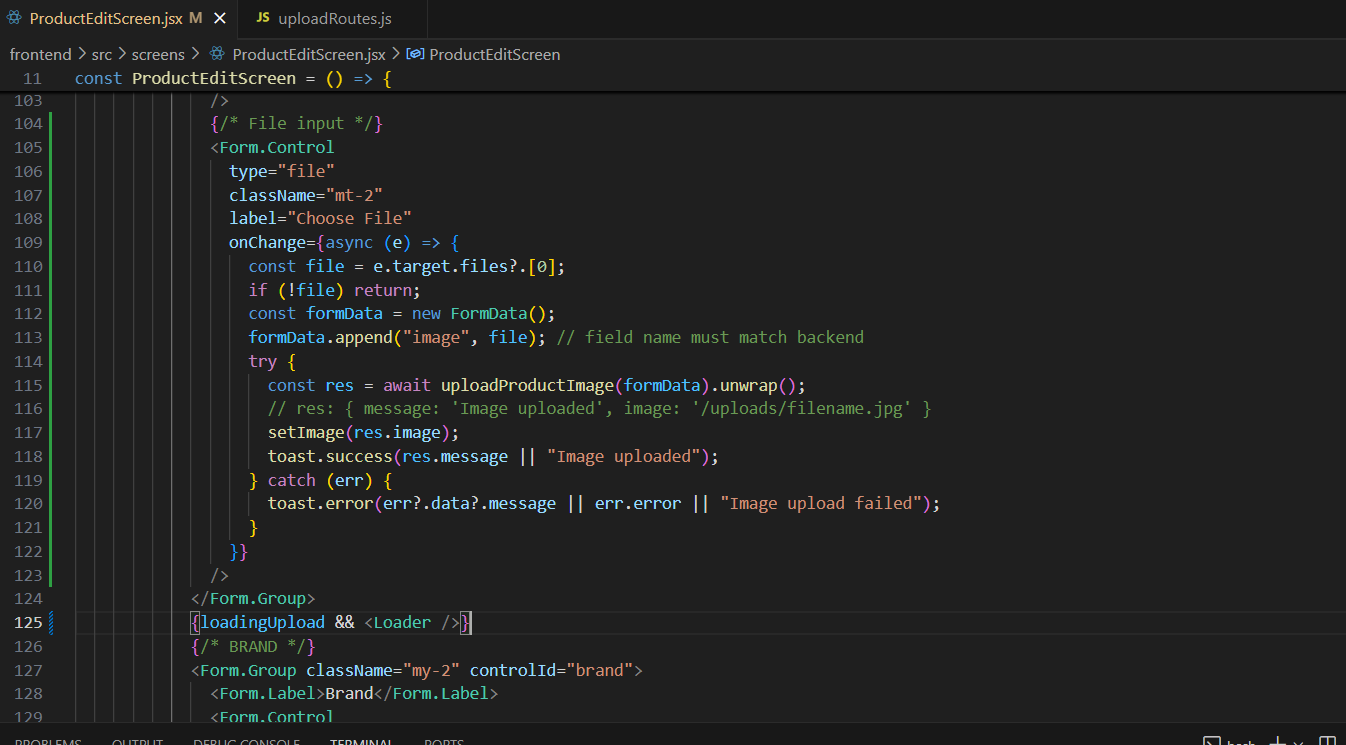 ProductEditScreen.jsx M
JS uploadRoutes.js
frontend > src > screens > ProductEditScreen.jsx > ProductEditScreen
11 const ProductEditScreen = () => {
103 />
104 {/* File input */}
105 <Form.Control
106 type="file"
107 className="mt-2"
108 label="Choose File"
109 onChange={async (e) => {
110 const file = e.target.files?.[0];
111 if (!file) return;
112 const formData = new FormData();
113 formData.append("image", file); // field name must match backend
114 try {
115 const res = await uploadProductImage(formData).unwrap();
116 // res: { message: 'Image uploaded', image: '/uploads/filename.jpg' }
117 setImage(res.image);
118 toast.success(res.message || "Image uploaded");
119 } catch (err) {
120 toast.error(err?.data?.message || err.error || "Image upload failed");
121 }
122 }}
123 />
124 </Form.Group>
125 {loadingUpload && <Loader />}
126 {/* BRAND */}
127 <Form.Group className="my-2" controlId="brand">
128 <Form.Label>Brand</Form.Label>
129 <Form.Control
PROBLEMS OUTPUT DEBUG CONSOLE TERMINAL PORTS bash